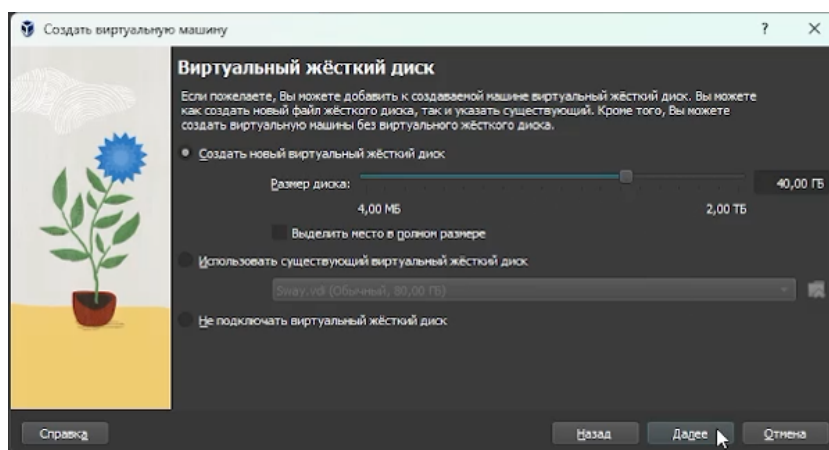 Создать виртуальную машину
Виртуальный жёсткий диск
Если пожелаете, Вы можете добавить к создаваемой машине виртуальный жёсткий диск. Вы можете
как создать новый файл жёсткого диска, так и указать существующий. Кроме того, Вы можете
создать виртуальную машины без виртуального жёсткого диска.
Создать новый виртуальный жёсткий диск
Размер диска:
40,00 ГБ
4,00 МБ
2,00 ТБ
Выделить место в полном размере
Использовать существующий виртуальный жёсткий диск
Sway.vdi (Обычный, 80,00 ГБ)
Не подключать виртуальный жёсткий диск
Справка
Назад
Далее
Отмена